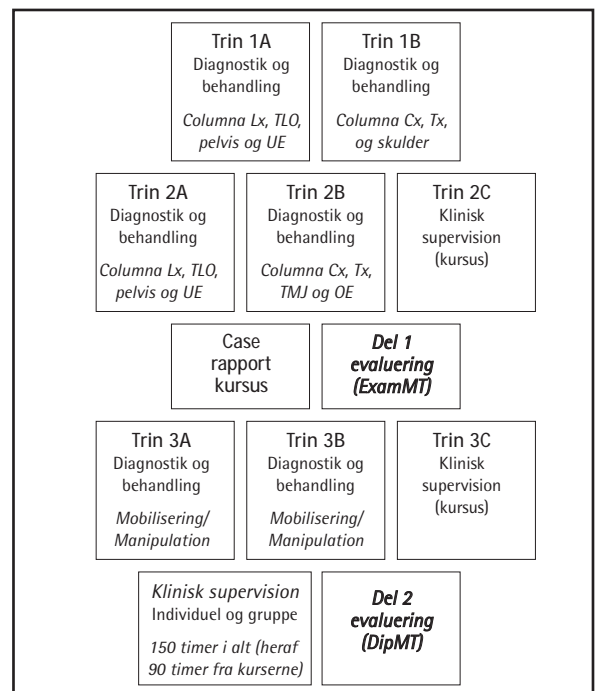 Trin 1A
Diagnostik og
behandling
Columna Lx, TLO,
pelvis og UE
Trin 1B
Diagnostik og
behandling
Columna Cx, Tx,
og skulder
Trin 2A
Diagnostik og
behandling
Columna Lx, TLO,
pelvis og UE
Trin 2B
Diagnostik og
behandling
Columna Cx, Tx,
TMJ og OE
Trin 2C
Klinisk
supervision
(kursus)
Case
rapport
kursus
Del 1
evaluering
(ExamMT)
Trin 3A
Diagnostik og
behandling
Mobilisering/
Manipulation
Trin 3B
Diagnostik og
behandling
Mobilisering/
Manipulation
Trin 3C
Klinisk
supervision
(kursus)
Klinisk supervision
Individuel og gruppe
150 timer i alt (heraf
90 timer fra kurserne)
Del 2
evaluering
(DipMT)